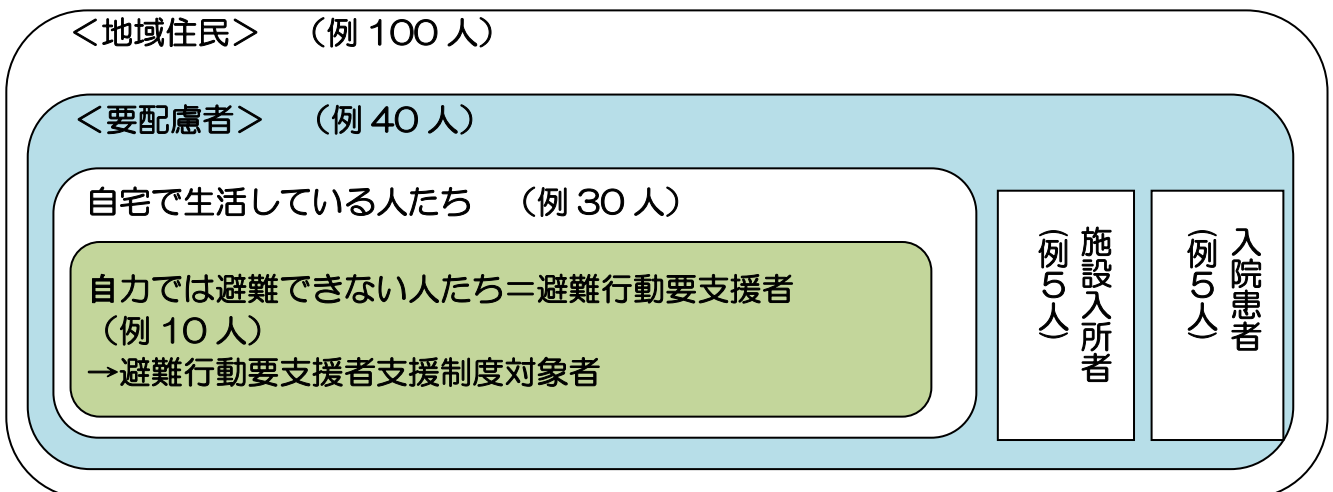 ＜地域住民＞　（例 100 人）
＜要配慮者＞　（例 40 人）
自宅で生活している人たち　（例 30 人）
自力では避難できない人たち＝避難行動要支援者
（例 10 人）
→避難行動要支援者支援制度対象者
施設入所者
（例５人）
入院患者
（例５人）